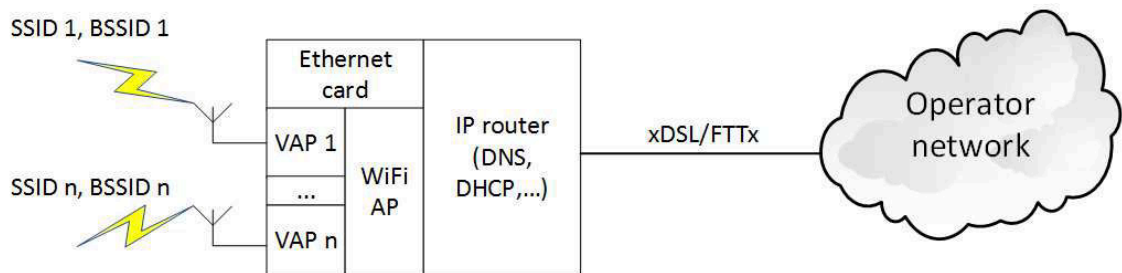 SSID 1, BSSID 1
Ethernet
card
VAP 1
...
VAP n
WiFi
AP
IP router
(DNS,
DHCP,...)
xDSL/FTTx
Operator
network
SSID n, BSSID n